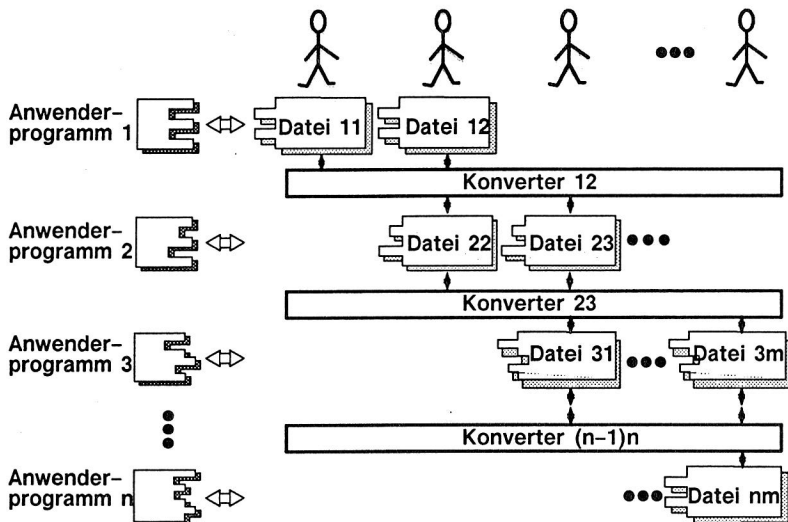 Anwender-
programm 1
Datei 11
Datei 12
Konverter 12
Anwender-
programm 2
Datei 22
Datei 23
Konverter 23
Anwender-
programm 3
Datei 31
Datei 3m
Konverter (n-1)n
Anwender-
programm n
Datei nm